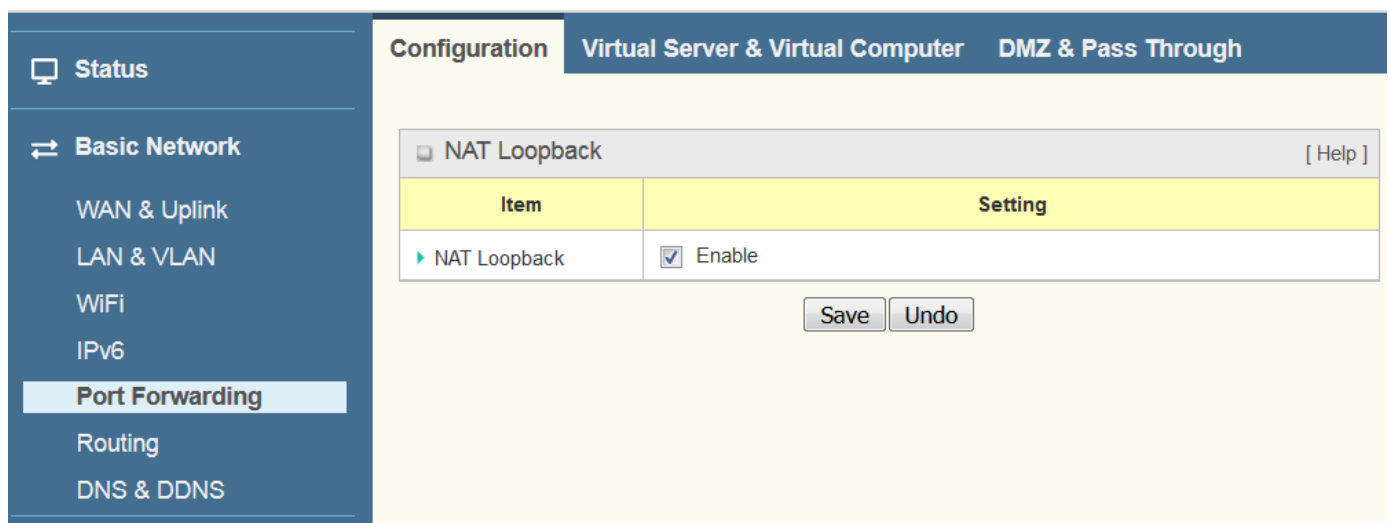 Status
Basic Network
WAN & Uplink
LAN & VLAN
WiFi
IPv6
Port Forwarding
Routing
DNS & DDNS
Configuration Virtual Server & Virtual Computer DMZ & Pass Through
NAT Loopback [ Help ]
Item Setting
NAT Loopback Enable
Save Undo